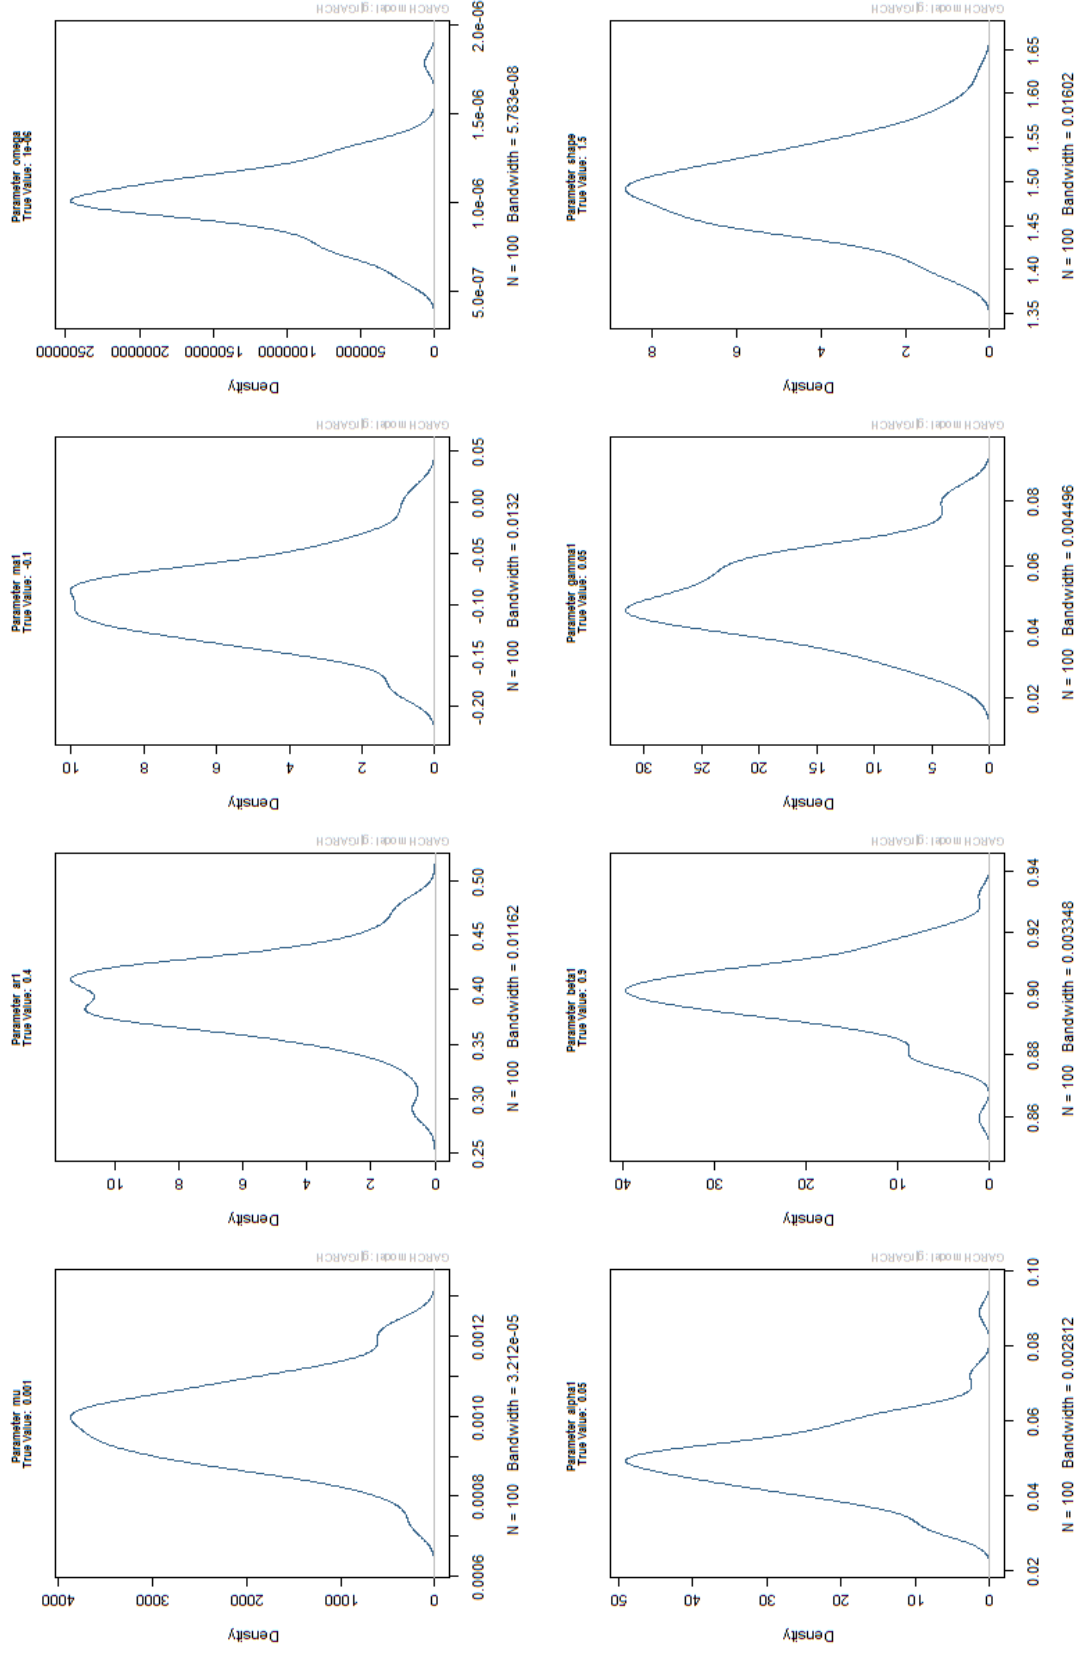 Parameter mu
True Value: 0.001
Density
0 1000 2000 3000 4000
0.0006 0.0008 0.0010 0.0012
N = 100 Bandwidth = 3.212e-05
GARCH model : gjrGARCH
Parameter ar1
True Value: 0.4
Density
0 2 4 6 8 10
0.25 0.30 0.35 0.40 0.45 0.50
N = 100 Bandwidth = 0.01162
GARCH model : gjrGARCH
Parameter ma1
True Value: -0.1
Density
0 2 4 6 8 10
-0.20 -0.15 -0.10 -0.05 0.00 0.05
N = 100 Bandwidth = 0.0132
GARCH model : gjrGARCH
Parameter omega
True Value: 1e-06
Density
0 500000 1000000 1500000 2000000 2500000
5.0e-07 1.0e-06 1.5e-06 2.0e-06
N = 100 Bandwidth = 5.783e-08
GARCH model : gjrGARCH
Parameter alpha1
True Value: 0.05
Density
0 10 20 30 40 50
0.02 0.04 0.06 0.08 0.10
N = 100 Bandwidth = 0.002812
GARCH model : gjrGARCH
Parameter beta1
True Value: 0.9
Density
0 10 20 30 40
0.86 0.88 0.90 0.92 0.94
N = 100 Bandwidth = 0.003348
GARCH model : gjrGARCH
Parameter gamma1
True Value: 0.05
Density
0 5 10 15 20 25 30
0.02 0.04 0.06 0.08
N = 100 Bandwidth = 0.004496
GARCH model : gjrGARCH
Parameter shape
True Value: 1.5
Density
0 2 4 6 8
1.35 1.40 1.45 1.50 1.55 1.60 1.65
N = 100 Bandwidth = 0.01602
GARCH model : gjrGARCH